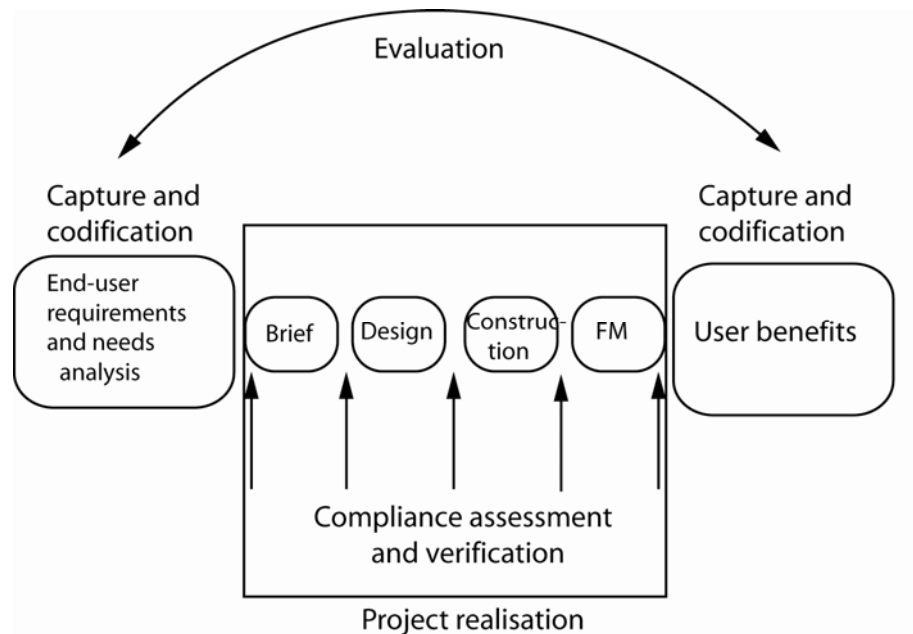 Evaluation
Capture and
codification
Capture and
codification
End-user
requirements
and needs
analysis
Brief
Design
Construc-
tion
FM
User benefits
Compliance assessment
and verification
Project realisation